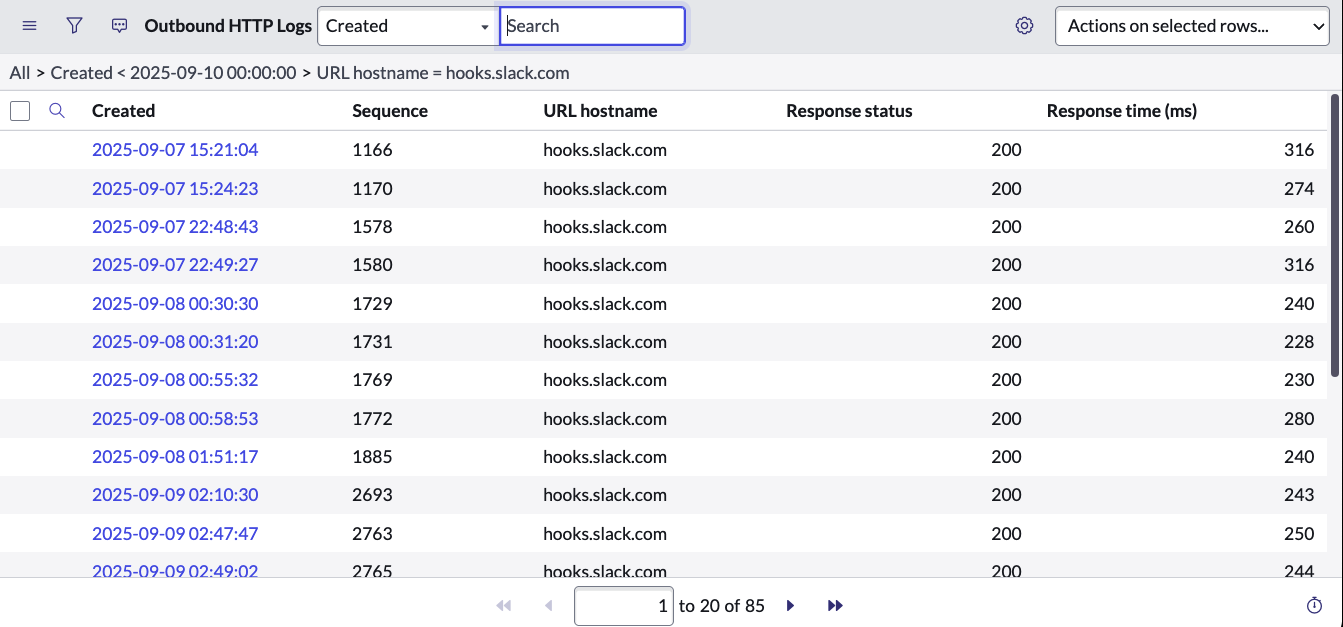 Outbound HTTP Logs Created Search Actions on selected rows...
All > Created < 2025-09-10 00:00:00 > URL hostname = hooks.slack.com
Created Sequence URL hostname Response status Response time (ms)
2025-09-07 15:21:04 1166 hooks.slack.com 200 316
2025-09-07 15:24:23 1170 hooks.slack.com 200 274
2025-09-07 22:48:43 1578 hooks.slack.com 200 260
2025-09-07 22:49:27 1580 hooks.slack.com 200 316
2025-09-08 00:30:30 1729 hooks.slack.com 200 240
2025-09-08 00:31:20 1731 hooks.slack.com 200 228
2025-09-08 00:55:32 1769 hooks.slack.com 200 230
2025-09-08 00:58:53 1772 hooks.slack.com 200 280
2025-09-08 01:51:17 1885 hooks.slack.com 200 240
2025-09-09 02:10:30 2693 hooks.slack.com 200 243
2025-09-09 02:47:47 2763 hooks.slack.com 200 250
2025-09-09 02:49:02 2765 hooks.slack.com 200 244
1 to 20 of 85